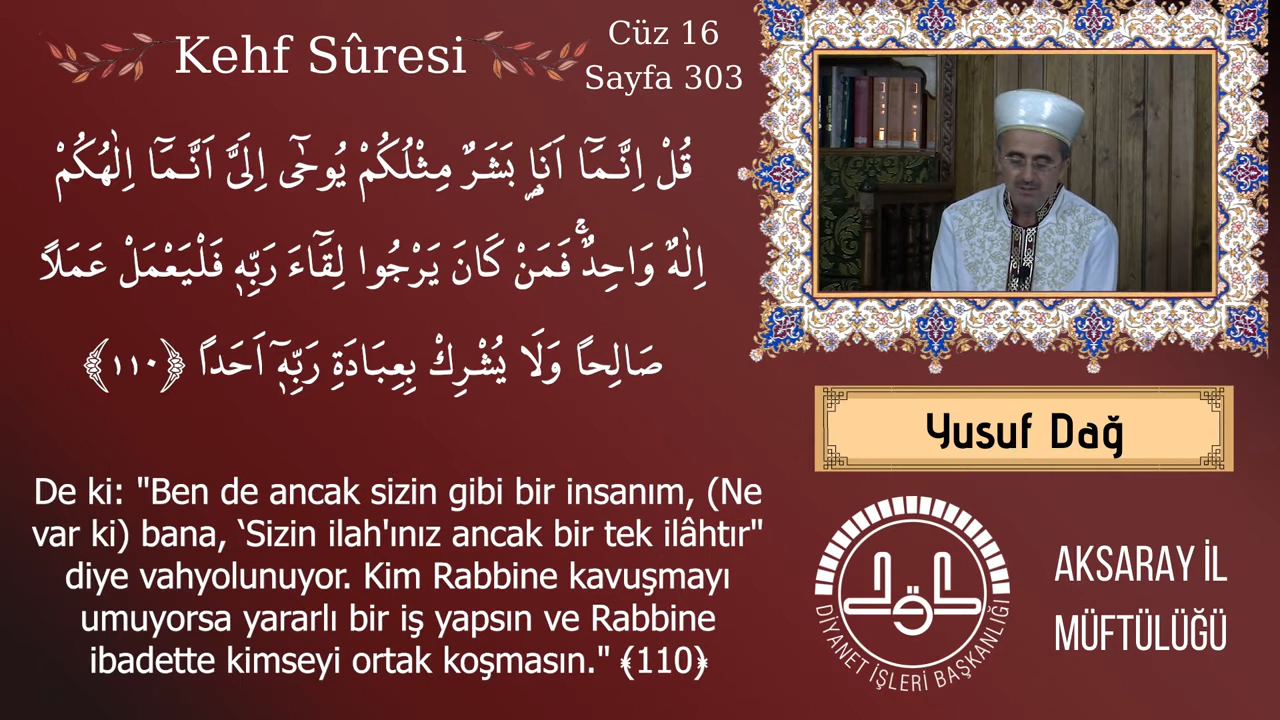 Kehf Sûresi
Cüz 16
Sayfa 303
قُلْ اِنَّـمَٓا اَنَا۬ بَشَرٌ مِثْلُكُمْ يُوحٰٓى اِلَيَّ اَنَّـمَٓا اِلٰهُكُمْ
اِلٰهٌ وَاحِدٌۚ فَمَنْ كَانَ يَرْجُوا لِقَٓاءَ رَبِّه۪ فَلْيَعْمَلْ عَمَلاً
صَالِحاً وَلَا يُشْرِكْ بِعِبَادَةِ رَبِّه۪ٓ اَحَداً ﴿١١٠﴾
De ki: "Ben de ancak sizin gibi bir insanım, (Ne
var ki) bana, ‘Sizin ilah'ınız ancak bir tek ilâhtır"
diye vahyolunuyor. Kim Rabbine kavuşmayı
umuyorsa yararlı bir iş yapsın ve Rabbine
ibadette kimseyi ortak koşmasın." ﴾110﴿
Yusuf Dağ
DİYANET İŞLERİ BAŞKANLIĞI
AKSARAY İL
MÜFTÜLÜĞÜ